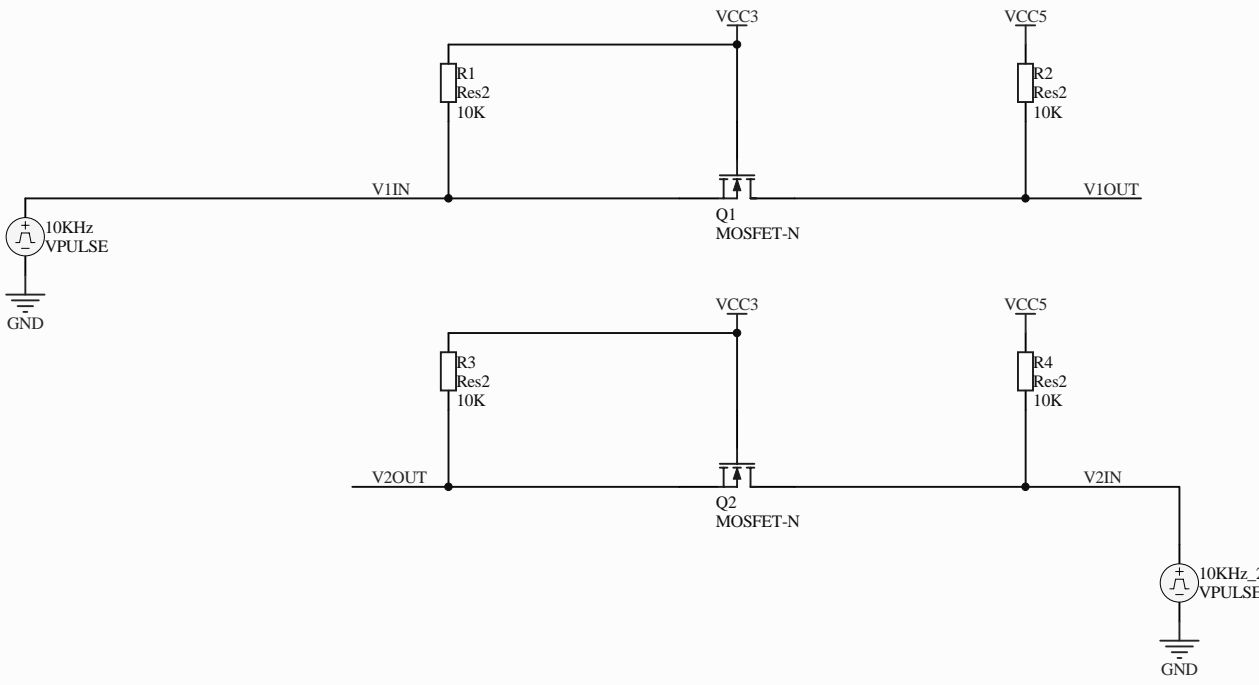 VCC3
VCC5
R1
Res2
10K
R2
Res2
10K
V1IN
V1OUT
10KHz
VPULSE
Q1
MOSFET-N
GND
VCC3
VCC5
R3
Res2
10K
R4
Res2
10K
V2OUT
V2IN
Q2
MOSFET-N
10KHz_2
VPULSE
GND